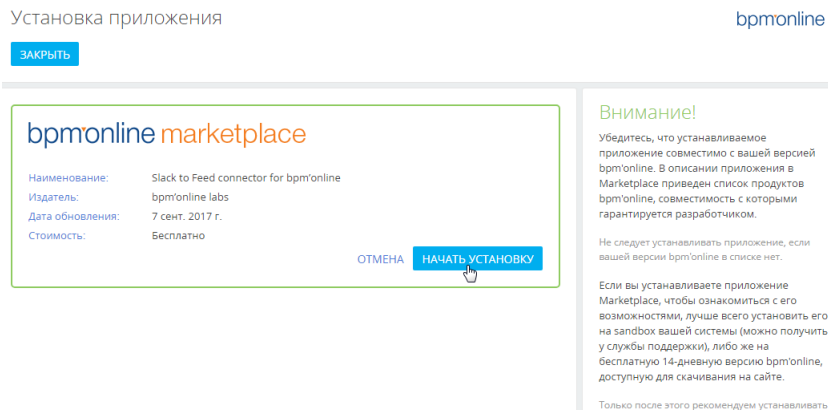 Установка приложения
bpm'online
ЗАКРЫТЬ
bpm'online marketplace
Наименование: Slack to Feed connector for bpm'online
Издатель: bpm'online labs
Дата обновления: 7 сент. 2017 г.
Стоимость: Бесплатно
ОТМЕНА НАЧАТЬ УСТАНОВКУ
Внимание!
Убедитесь, что устанавливаемое
приложение совместимо с вашей версией
bpm'online. В описании приложения в
Marketplace приведен список продуктов
bpm'online, совместимость с которыми
гарантируется разработчиком.
Не следует устанавливать приложение, если
вашей версии bpm'online в списке нет.
Если вы устанавливаете приложение
Marketplace, чтобы ознакомиться с его
возможностями, лучше всего установить его
на sandbox вашей системы (можно получить
у службы поддержки), либо же на
бесплатную 14-дневную версию bpm'online,
доступную для скачивания на сайте.
Только после этого рекомендуем устанавливать